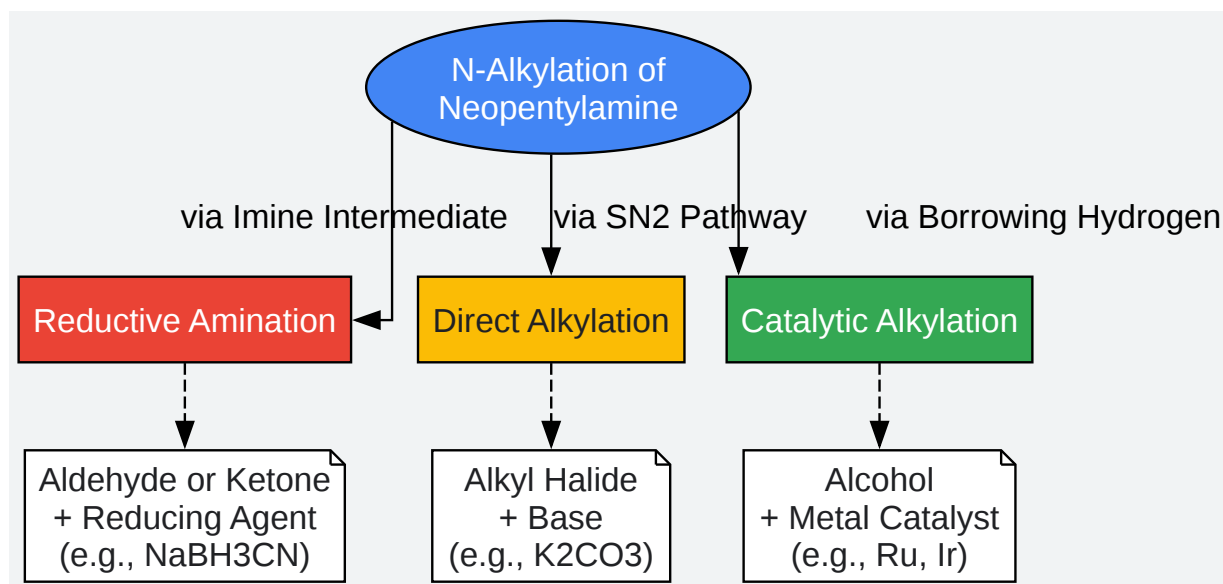 N-Alkylation of
Neopentylamine
via Imine Intermediate
via SN2 Pathway
via Borrowing Hydrogen
Reductive Amination
Direct Alkylation
Catalytic Alkylation
Aldehyde or Ketone
+ Reducing Agent
(e.g., NaBH3CN)
Alkyl Halide
+ Base
(e.g., K2CO3)
Alcohol
+ Metal Catalyst
(e.g., Ru, Ir)